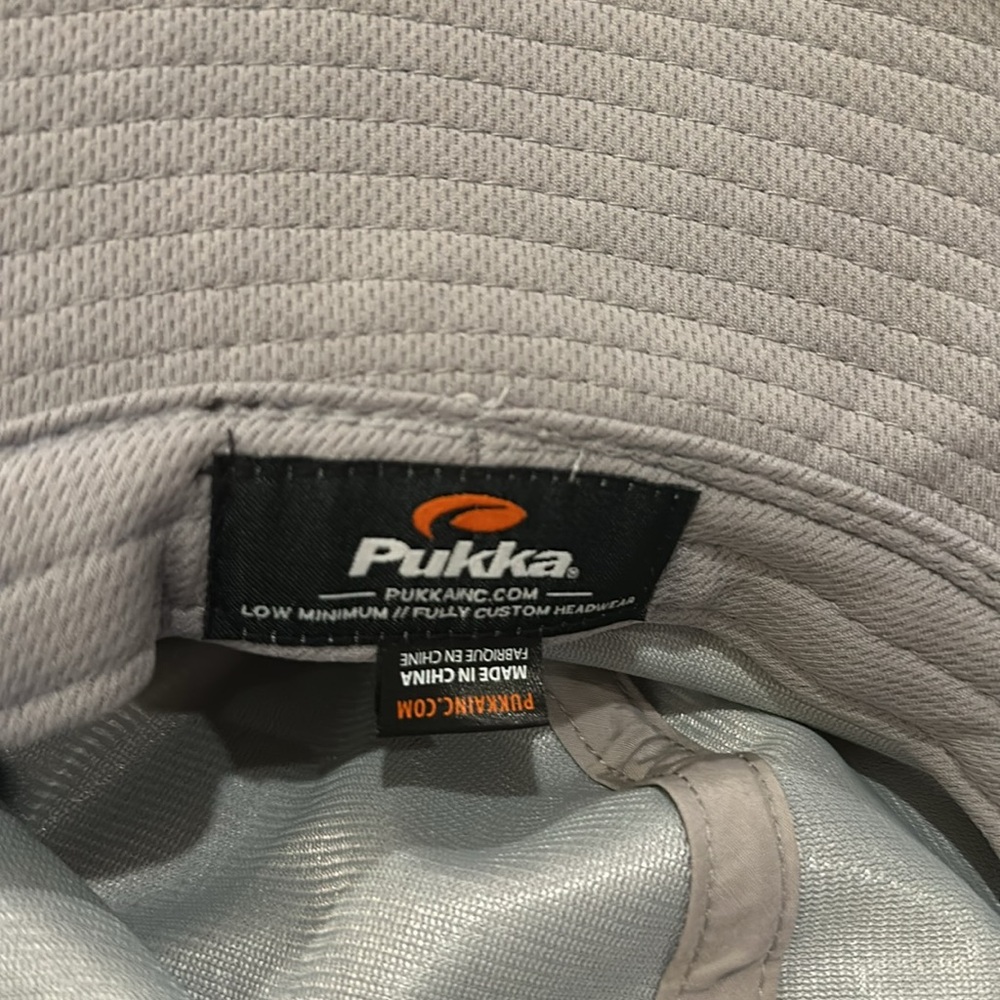 Pukka®
PUKKAINC.COM
LOW MINIMUM // FULLY CUSTOM HEADWEAR
PUKKAINC.COM
MADE IN CHINA
FABRIQUE EN CHINE